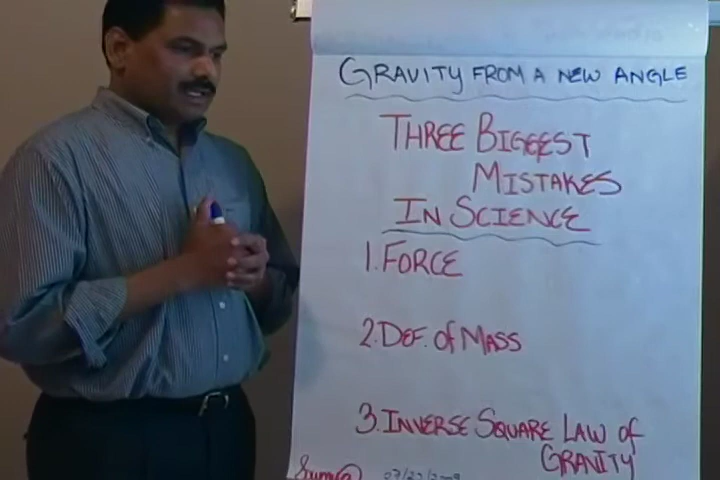 GRAVITY FROM A NEW ANGLE
THREE BIGGEST
MISTAKES
IN SCIENCE
1. FORCE
2. DEF. of MASS
3. INVERSE SQUARE LAW of
GRAVITY